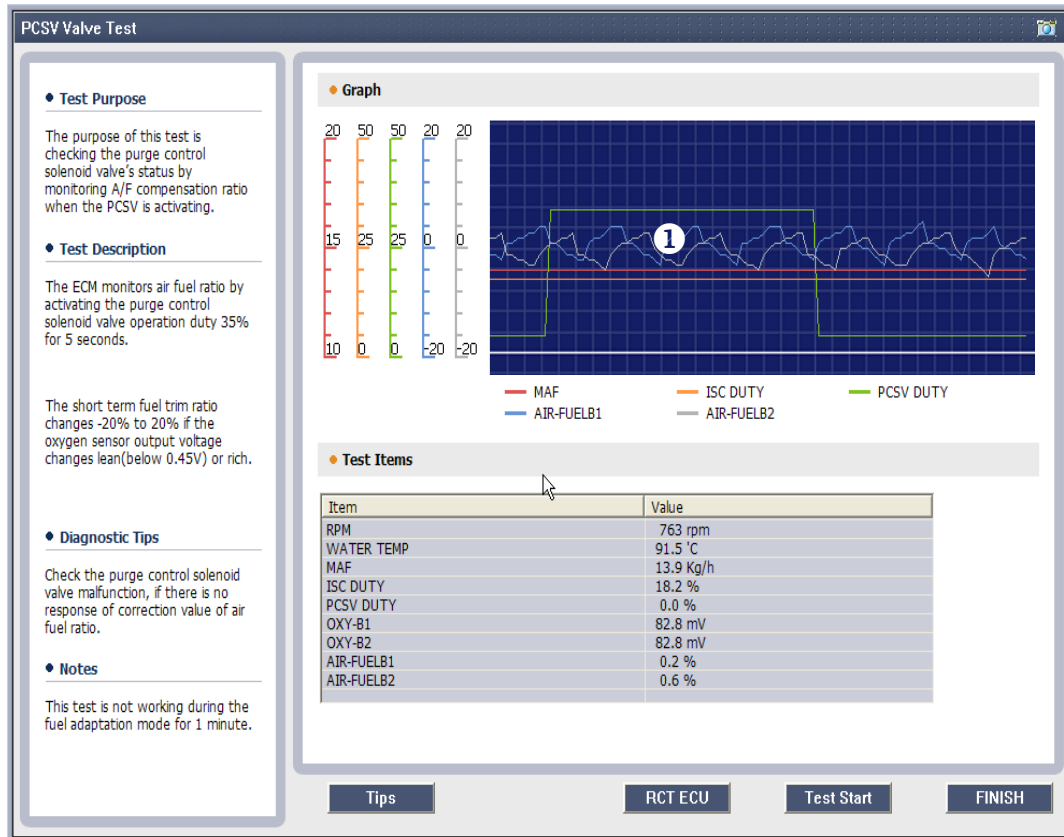 PCSV Valve Test
Test Purpose
The purpose of this test is
checking the purge control
solenoid valve's status by
monitoring A/F compensation ratio
when the PCSV is activating.
Test Description
The ECM monitors air fuel ratio by
activating the purge control
solenoid valve operation duty 35%
for 5 seconds.
The short term fuel trim ratio
changes -20% to 20% if the
oxygen sensor output voltage
changes lean(below 0.45V) or rich.
Diagnostic Tips
Check the purge control solenoid
valve malfunction, if there is no
response of correction value of air
fuel ratio.
Notes
This test is not working during the
fuel adaptation mode for 1 minute.
Graph
20 50 50 20 20
15 25 25 0 0
10 0 0 -20 -20
1
MAF ISC DUTY PCSV DUTY
AIR-FUELB1 AIR-FUELB2
Test Items
Item Value
RPM 763 rpm
WATER TEMP 91.5 'C
MAF 13.9 Kg/h
ISC DUTY 18.2 %
PCSV DUTY 0.0 %
OXY-B1 82.8 mV
OXY-B2 82.8 mV
AIR-FUELB1 0.2 %
AIR-FUELB2 0.6 %
Tips RCT ECU Test Start FINISH